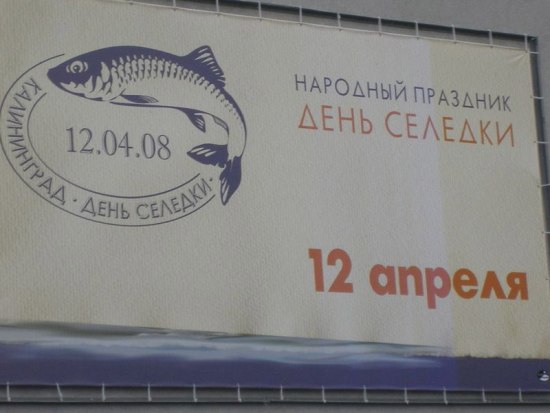 КАЛИНИНГРАД · ДЕНЬ СЕЛЕДКИ ·
12.04.08
НАРОДНЫЙ ПРАЗДНИК
ДЕНЬ СЕЛЕДКИ
12 апреля